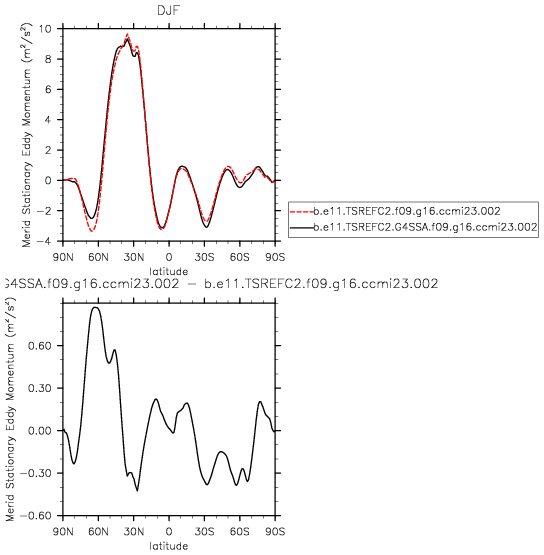 DJF
Merid Stationary Eddy Momentum (m²/s²)
10
8
6
4
2
0
−2
−4
90N 60N 30N 0 30S 60S 90S
latitude
b.e11.TSREFC2.f09.g16.ccmi23.002
b.e11.TSREFC2.G4SSA.f09.g16.ccmi23.002
G4SSA.f09.g16.ccmi23.002 − b.e11.TSREFC2.f09.g16.ccmi23.002
Merid Stationary Eddy Momentum (m²/s²)
0.60
0.30
0.00
−0.30
−0.60
90N 60N 30N 0 30S 60S 90S
latitude